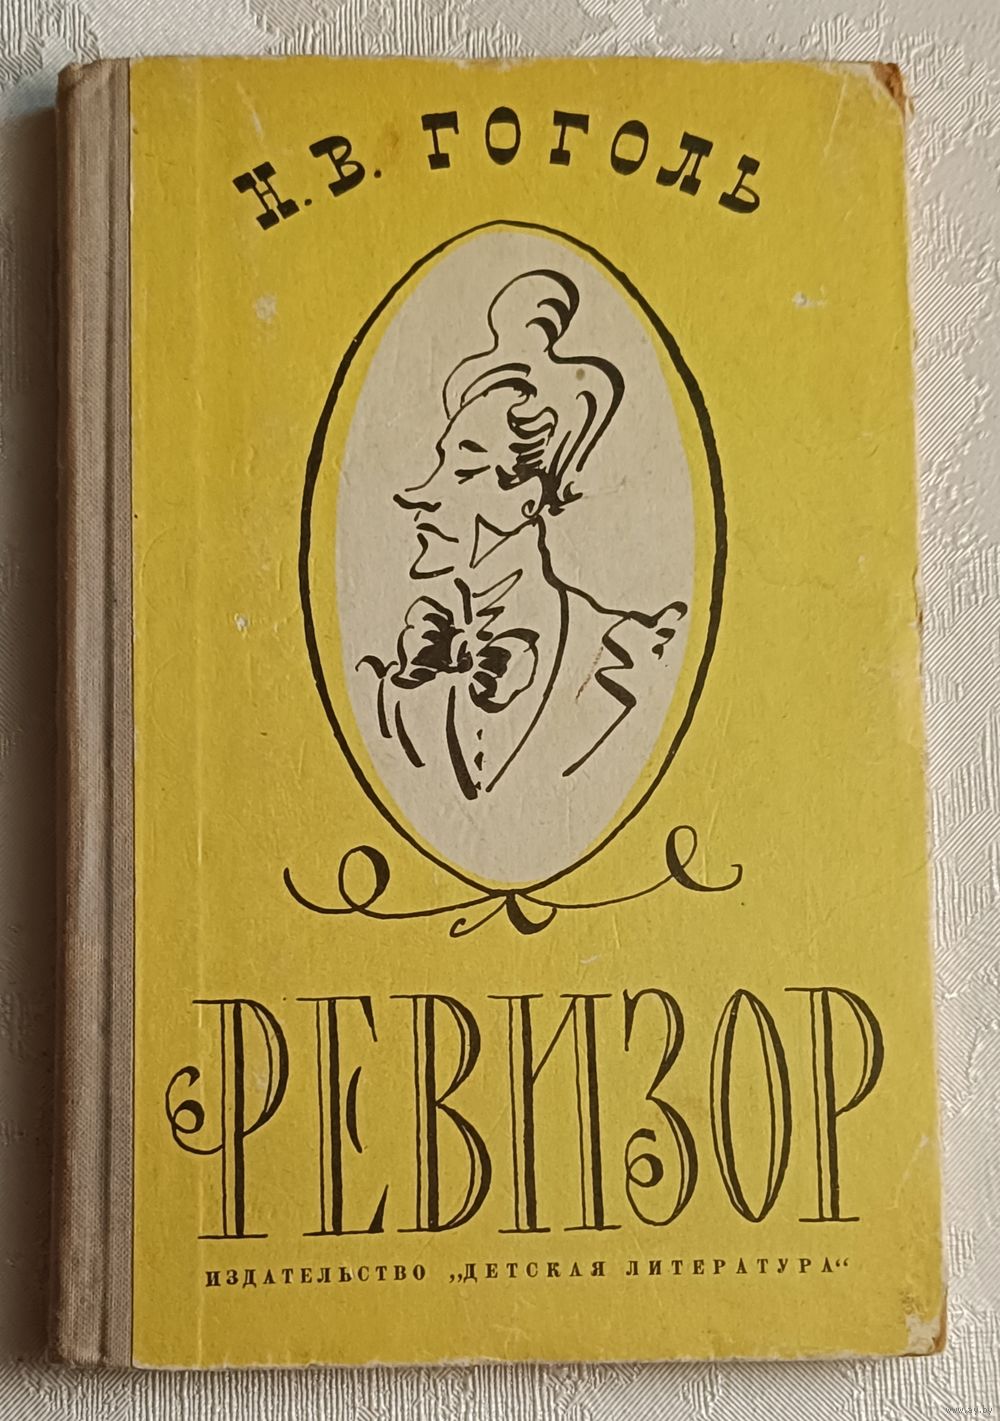 Н. В. ГОГОЛЬ
РЕВИЗОР
ИЗДАТЕЛЬСТВО „ДЕТСКАЯ ЛИТЕРАТУРА“